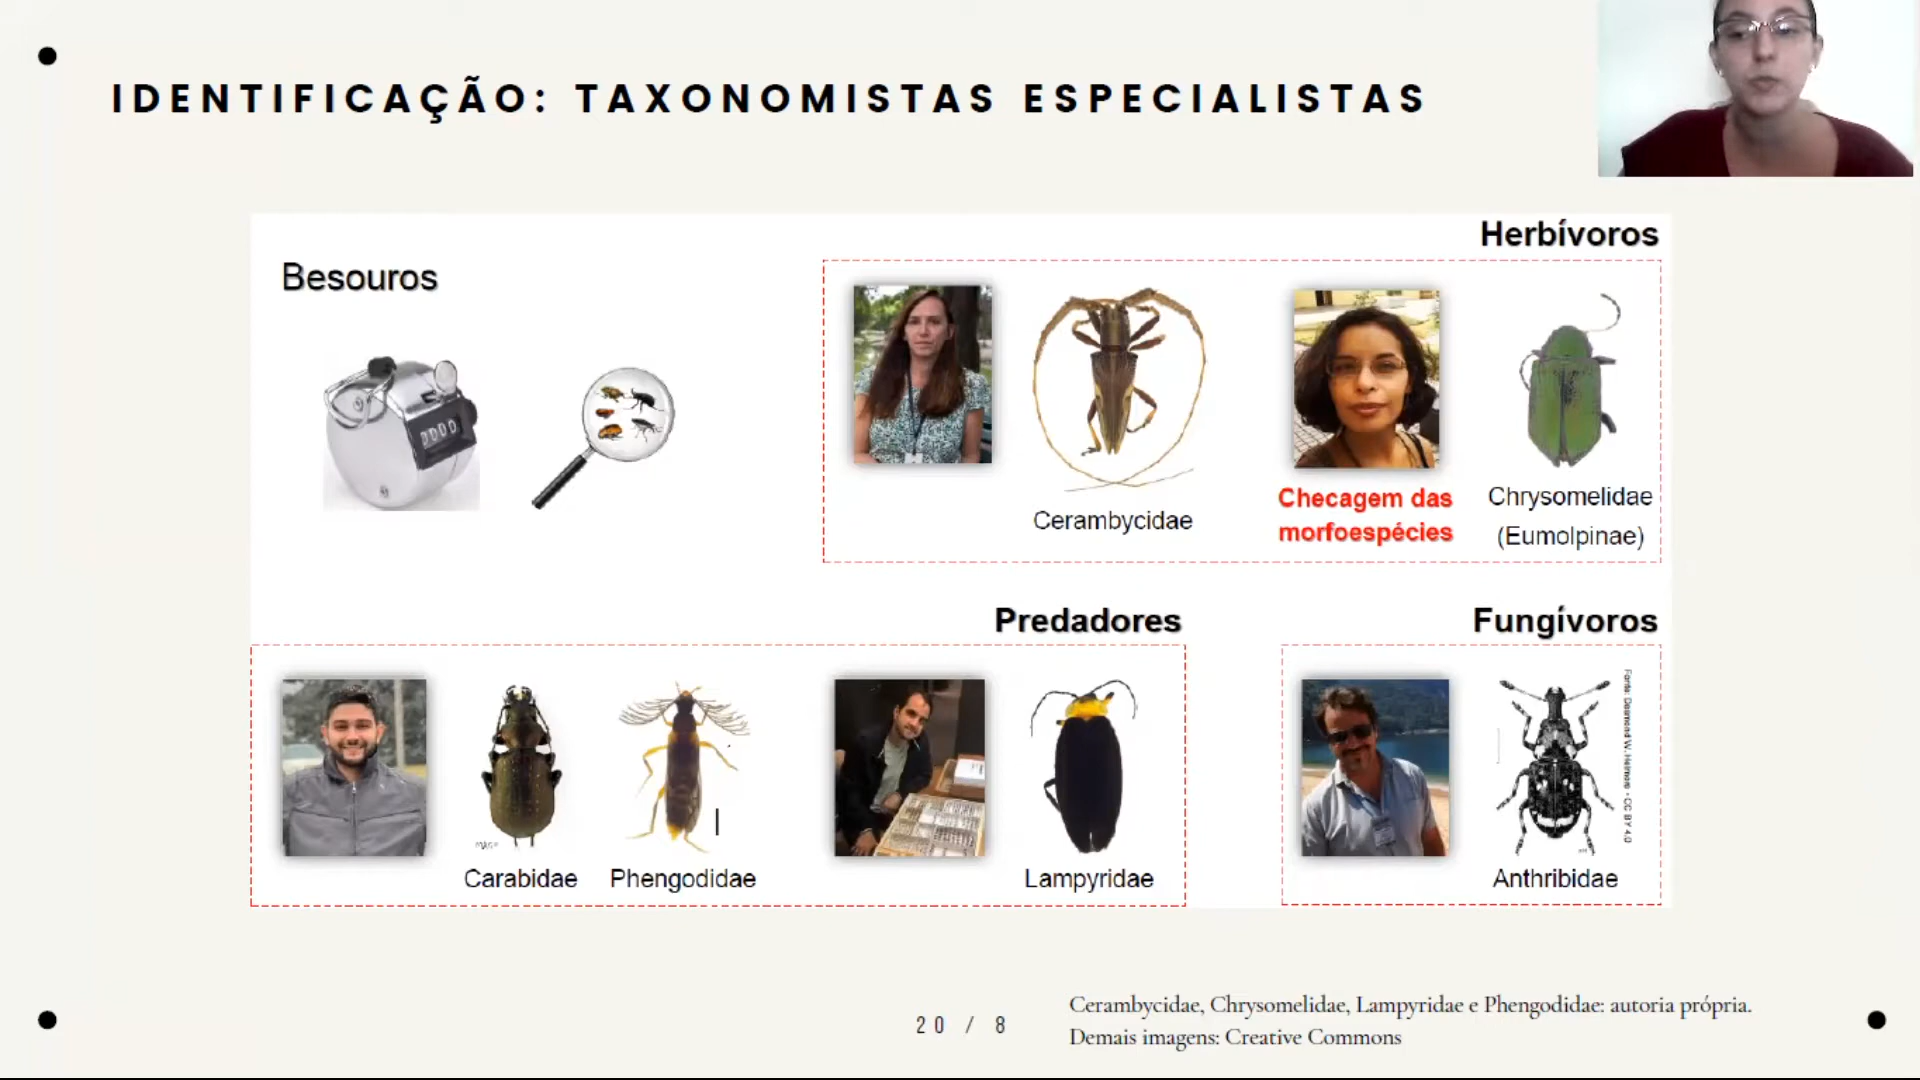 IDENTIFICAÇÃO: TAXONOMISTAS ESPECIALISTAS
Besouros
Herbívoros
Cerambycidae
Checagem das
morfoespécies
Chrysomelidae
(Eumolpinae)
Predadores
Carabidae
Phengodidae
Lampyridae
Fungívoros
Anthribidae
Fonte: Desmond W. Helmore - CC BY 4.0
20 / 8
Cerambycidae, Chrysomelidae, Lampyridae e Phengodidae: autoria própria.
Demais imagens: Creative Commons